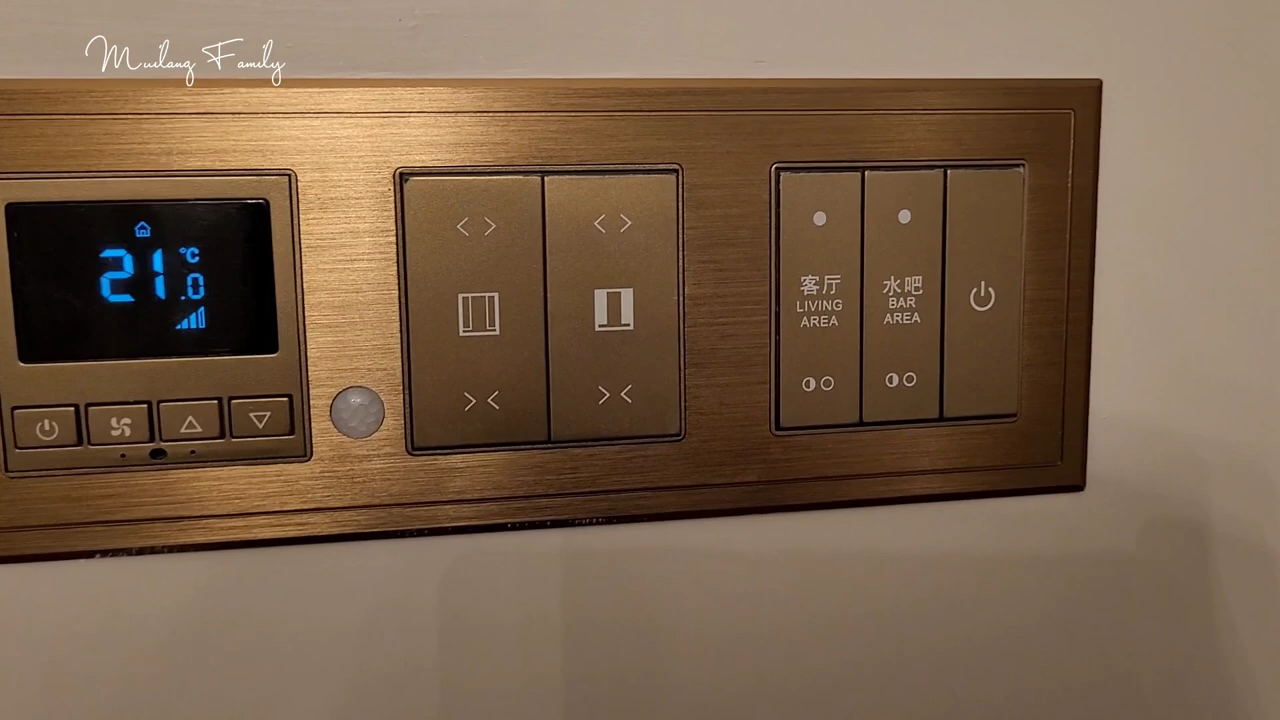 Muilang Family
21.0
°C
客厅
LIVING
AREA
水吧
BAR
AREA